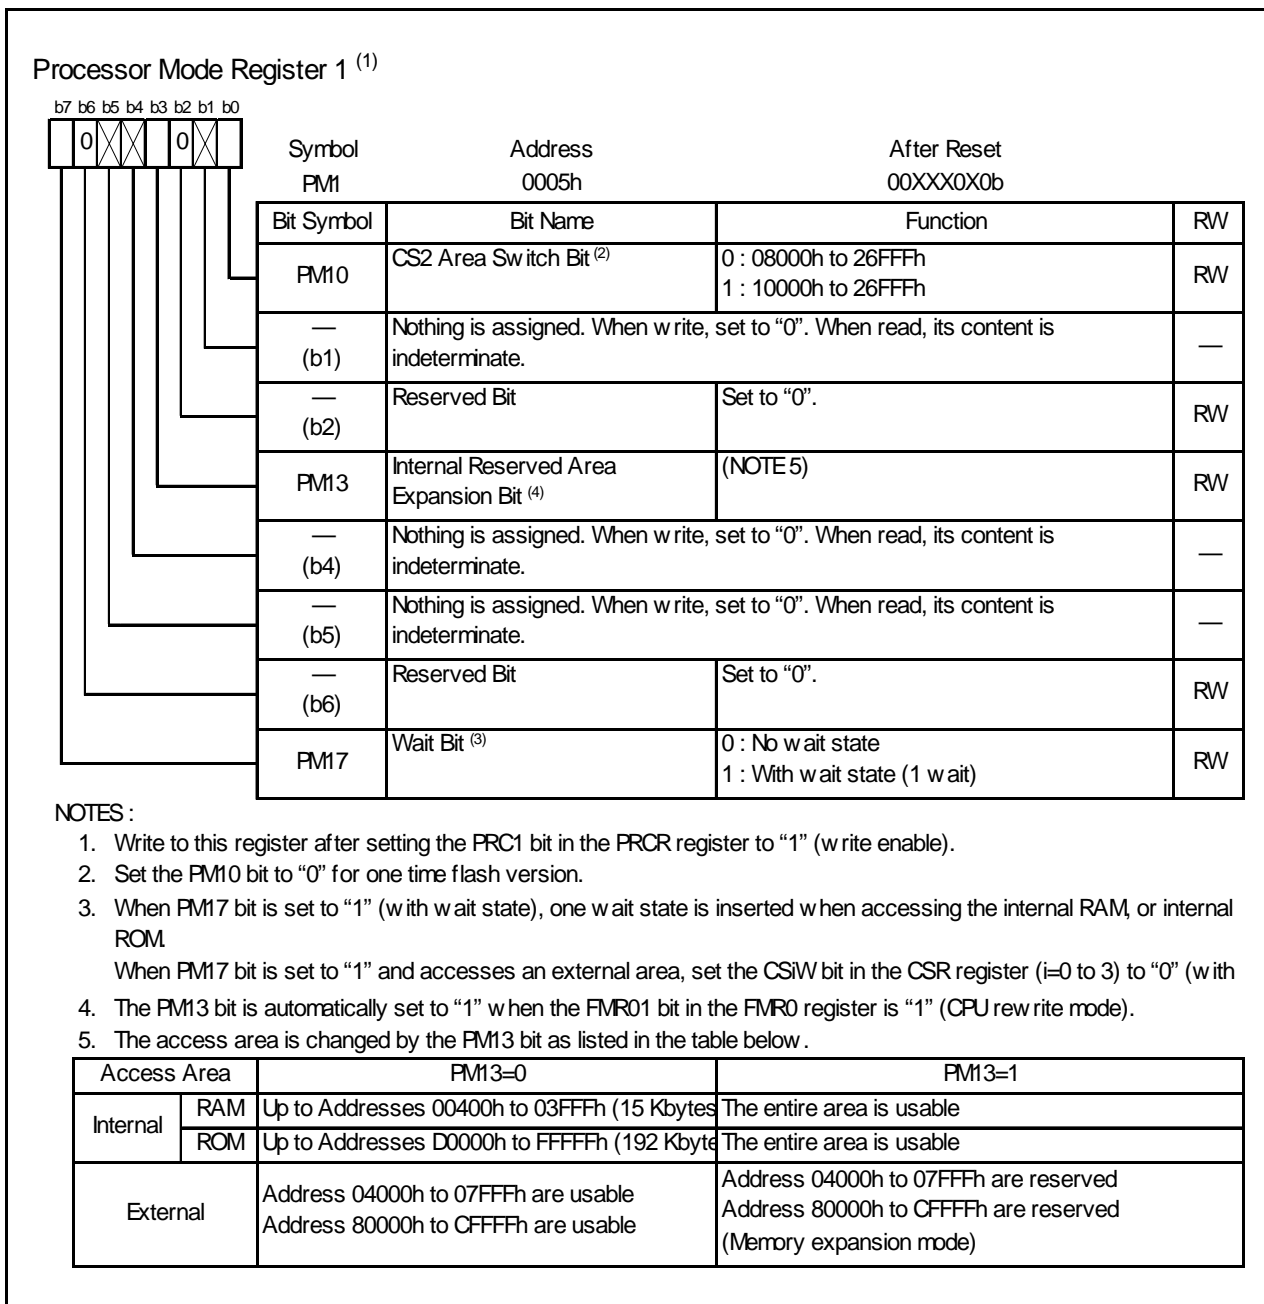 Processor Mode Register 1 (1)
b7 b6 b5 b4 b3 b2 b1 b0
0 0
Symbol Address After Reset
PM1 0005h 00XXX0X0b
Bit Symbol Bit Name Function RW
PM10 CS2 Area Switch Bit (2) 0 : 08000h to 26FFFh RW
1 : 10000h to 26FFFh
— Nothing is assigned. When write, set to “0”. When read, its content is —
(b1) indeterminate.
— Reserved Bit Set to “0”. RW
(b2)
PM13 Internal Reserved Area (NOTE 5) RW
Expansion Bit (4)
— Nothing is assigned. When write, set to “0”. When read, its content is —
(b4) indeterminate.
— Nothing is assigned. When write, set to “0”. When read, its content is —
(b5) indeterminate.
— Reserved Bit Set to “0”. RW
(b6)
PM17 Wait Bit (3) 0 : No wait state RW
1 : With wait state (1 wait)
NOTES :
1. Write to this register after setting the PRC1 bit in the PRCR register to “1” (write enable).
2. Set the PM10 bit to “0” for one time flash version.
3. When PM17 bit is set to “1” (with wait state), one wait state is inserted when accessing the internal RAM, or internal
ROM.
When PM17 bit is set to “1” and accesses an external area, set the CSiW bit in the CSR register (i=0 to 3) to “0” (with
4. The PM13 bit is automatically set to “1” when the FMR01 bit in the FMR0 register is “1” (CPU rewrite mode).
5. The access area is changed by the PM13 bit as listed in the table below.
Access Area PM13=0 PM13=1
Internal RAM Up to Addresses 00400h to 03FFFh (15 Kbytes The entire area is usable
ROM Up to Addresses D0000h to FFFFFh (192 Kbyte The entire area is usable
External Address 04000h to 07FFFh are usable Address 04000h to 07FFFh are reserved
Address 80000h to CFFFFh are usable Address 80000h to CFFFFh are reserved
(Memory expansion mode)